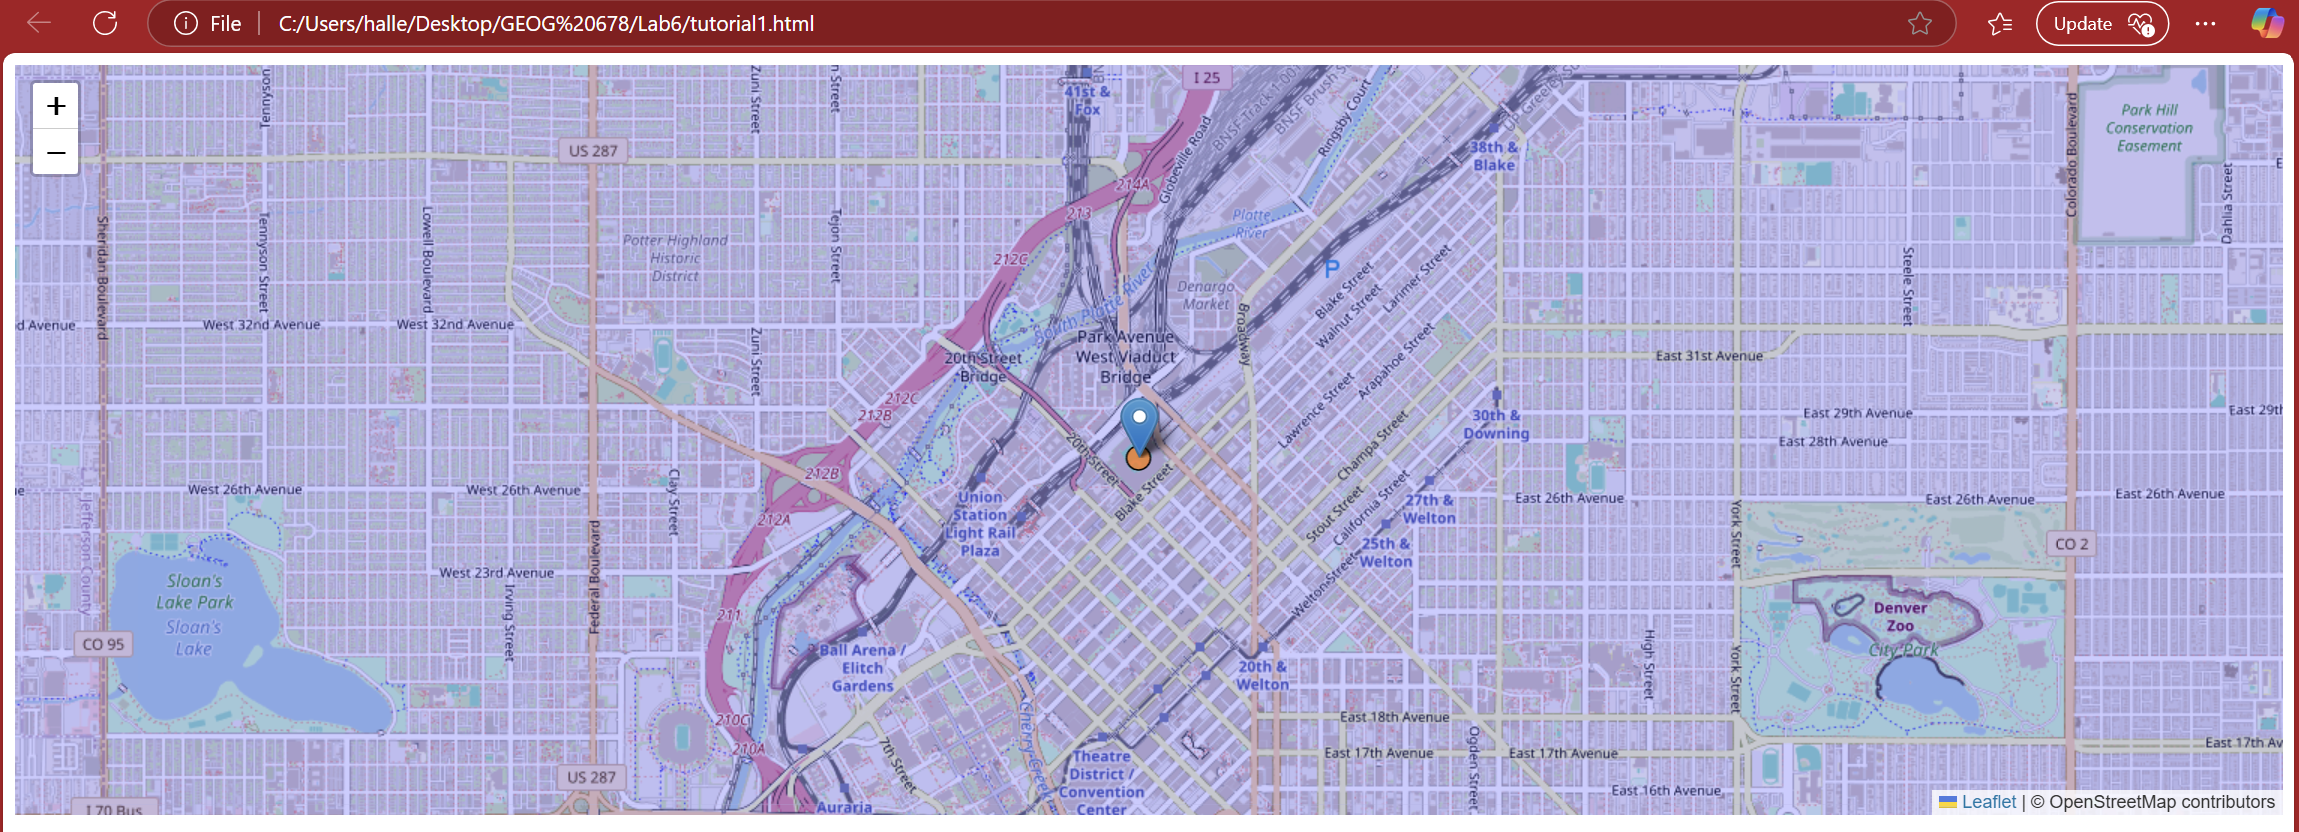 File
C:/Users/halle/Desktop/GEOG%20678/Lab6/tutorial1.html
Update
+
−
41st &
Fox
I 25
BNSF Brush
Ringsby Court
Globeville Road
38th &
Blake
Colorado Boulevard
Park Hill
Conservation
Easement
Dahlia Street
Zuni Street
Tennyson
n Street
US 287
214A
213
Platte
River
Sheridan Boulevard
Tennyson Street
Lowell Boulevard
Potter Highland
Historic
District
Tejon Street
212C
South Platte River
Denargo
Market
P
Blake Street
Walnut Street
Larimer Street
Broadway
Steele Street
d Avenue
West 32nd Avenue
West 32nd Avenue
Zuni Street
Park Avenue
West Viaduct
Bridge
20th Street
Bridge
Arapahoe Street
Lawrence Street
Champa Street
East 31st Avenue
212C
212B
30th &
Downing
East 29th Avenue
East 29th
East 28th Avenue
20th Street
Blake Street
212B
ue
West 26th Avenue
West 26th Avenue
Clay Street
Union
Station
Light Rail
Plaza
212A
Stout Street
California Street
27th &
Welton
25th &
Welton
East 26th Avenue
East 26th Avenue
East 26th Avenue
York Street
CO 2
Jefferson County
Federal Boulevard
West 23rd Avenue
Irving Street
Sloan's
Lake Park
Sloan's
Lake
211
Welton Street
Denver
Zoo
City Park
CO 95
Ball Arena /
Elitch
Gardens
20th &
Welton
High Street
York Street
210C
210A
7th Street
Cherry Creek
East 18th Avenue
East 17th Avenue
Ogden Street
East 17th Avenue
East 17th Av
US 287
Theatre
District /
Convention
Center
East 16th Avenue
I 70 Bus
Auraria
Leaflet | © OpenStreetMap contributors